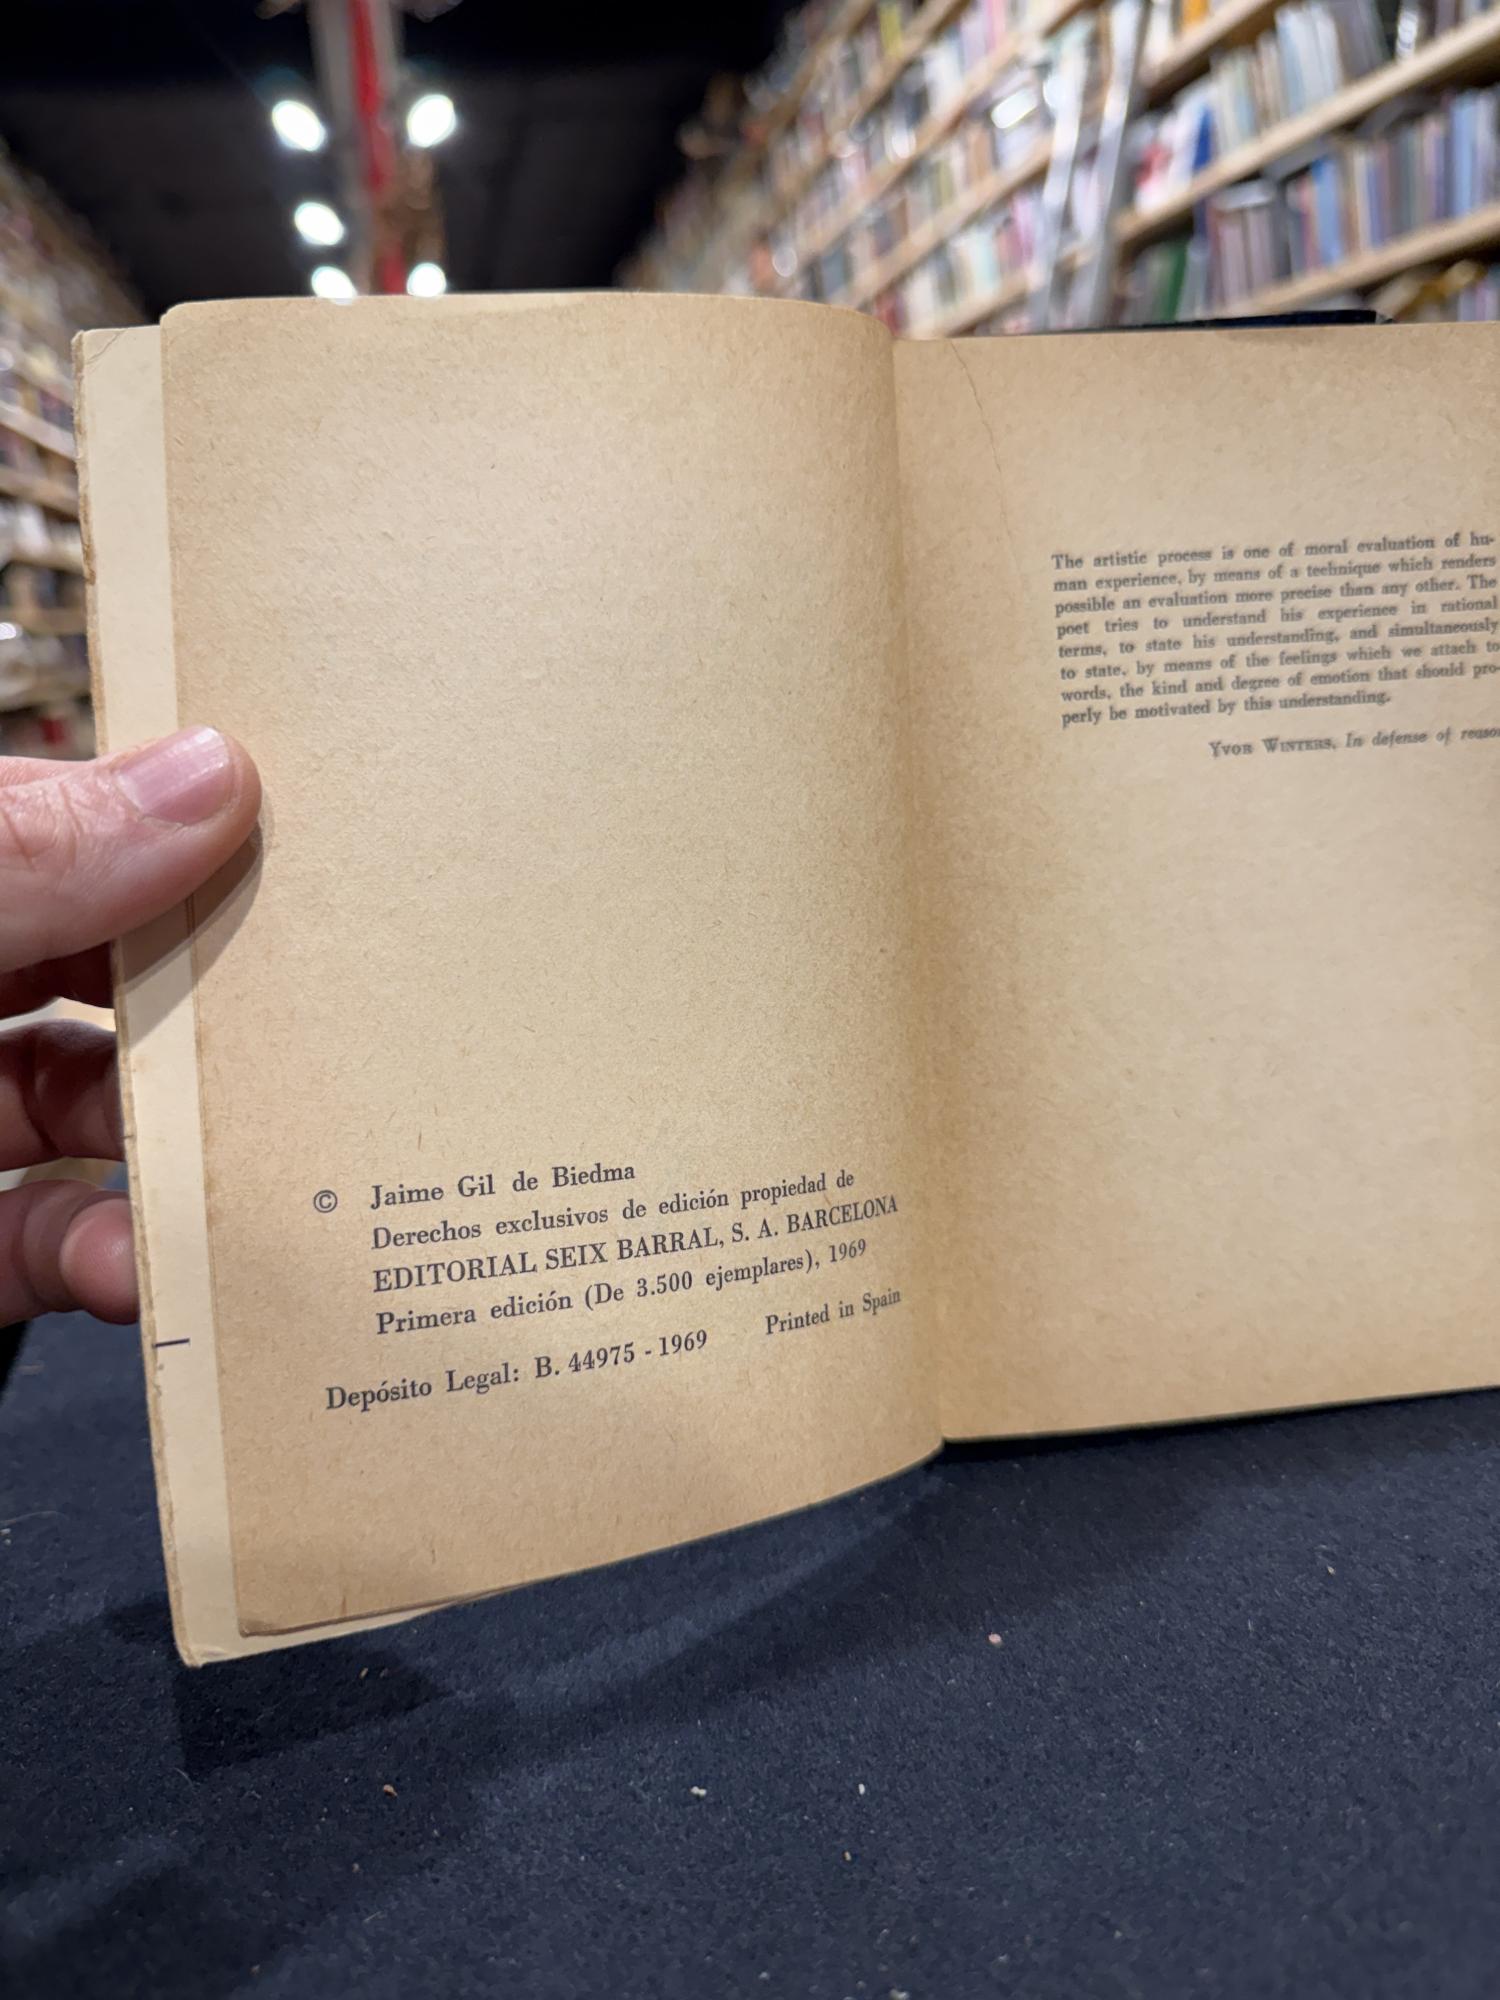 © Jaime Gil de Biedma
Derechos exclusivos de edición propiedad de
EDITORIAL SEIX BARRAL, S. A. BARCELONA
Primera edición (De 3.500 ejemplares), 1969
Depósito Legal: B. 44975 - 1969 Printed in Spain
The artistic process is one of moral evaluation of hu-
man experience, by means of a technique which renders
possible an evaluation more precise than any other. The
poet tries to understand his experience in rational
terms, to state his understanding, and simultaneously
to state, by means of the feelings which we attach to
words, the kind and degree of emotion that should pro-
perly be motivated by this understanding.
YVOR WINTERS, In defense of reason